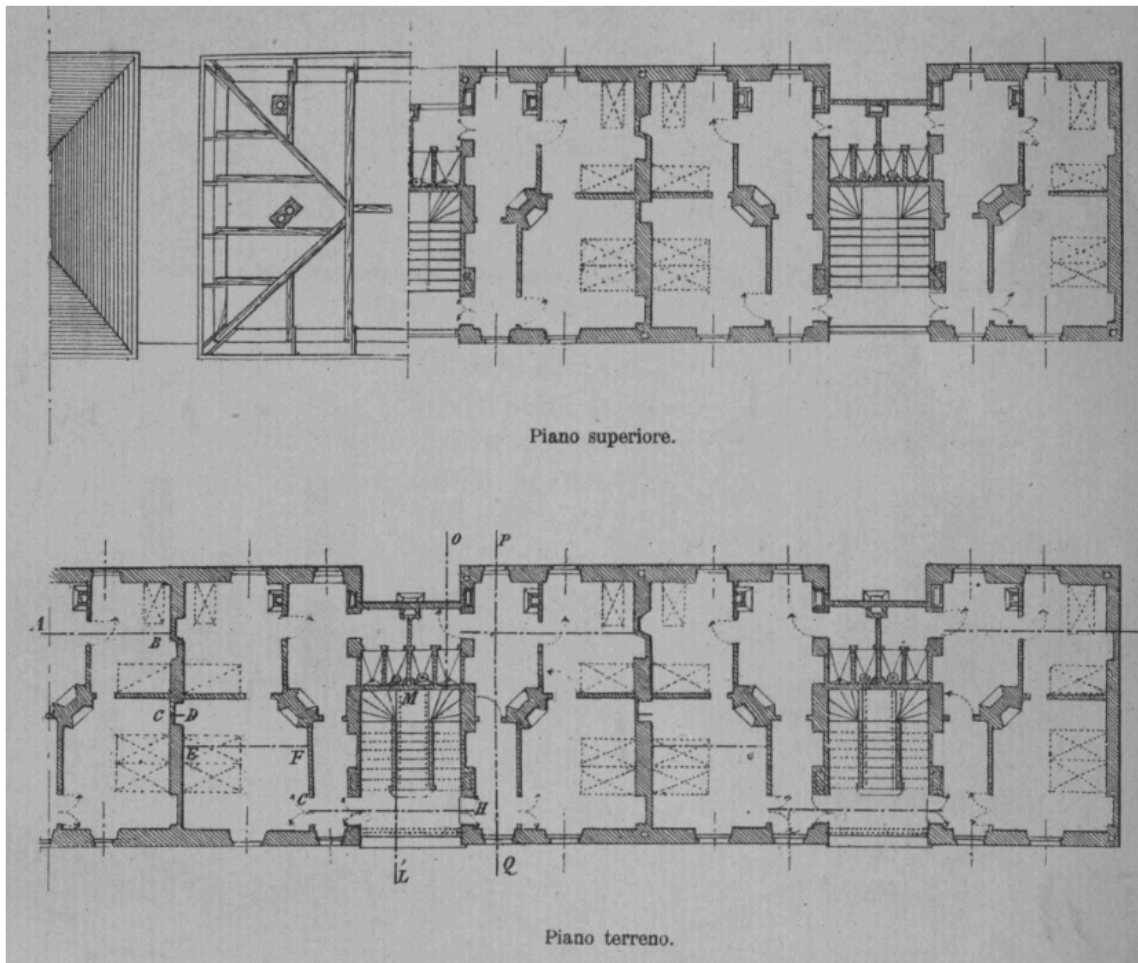 Piano superiore.
O P
A
B
M
C D
E F
C H
L Q
Piano terreno.